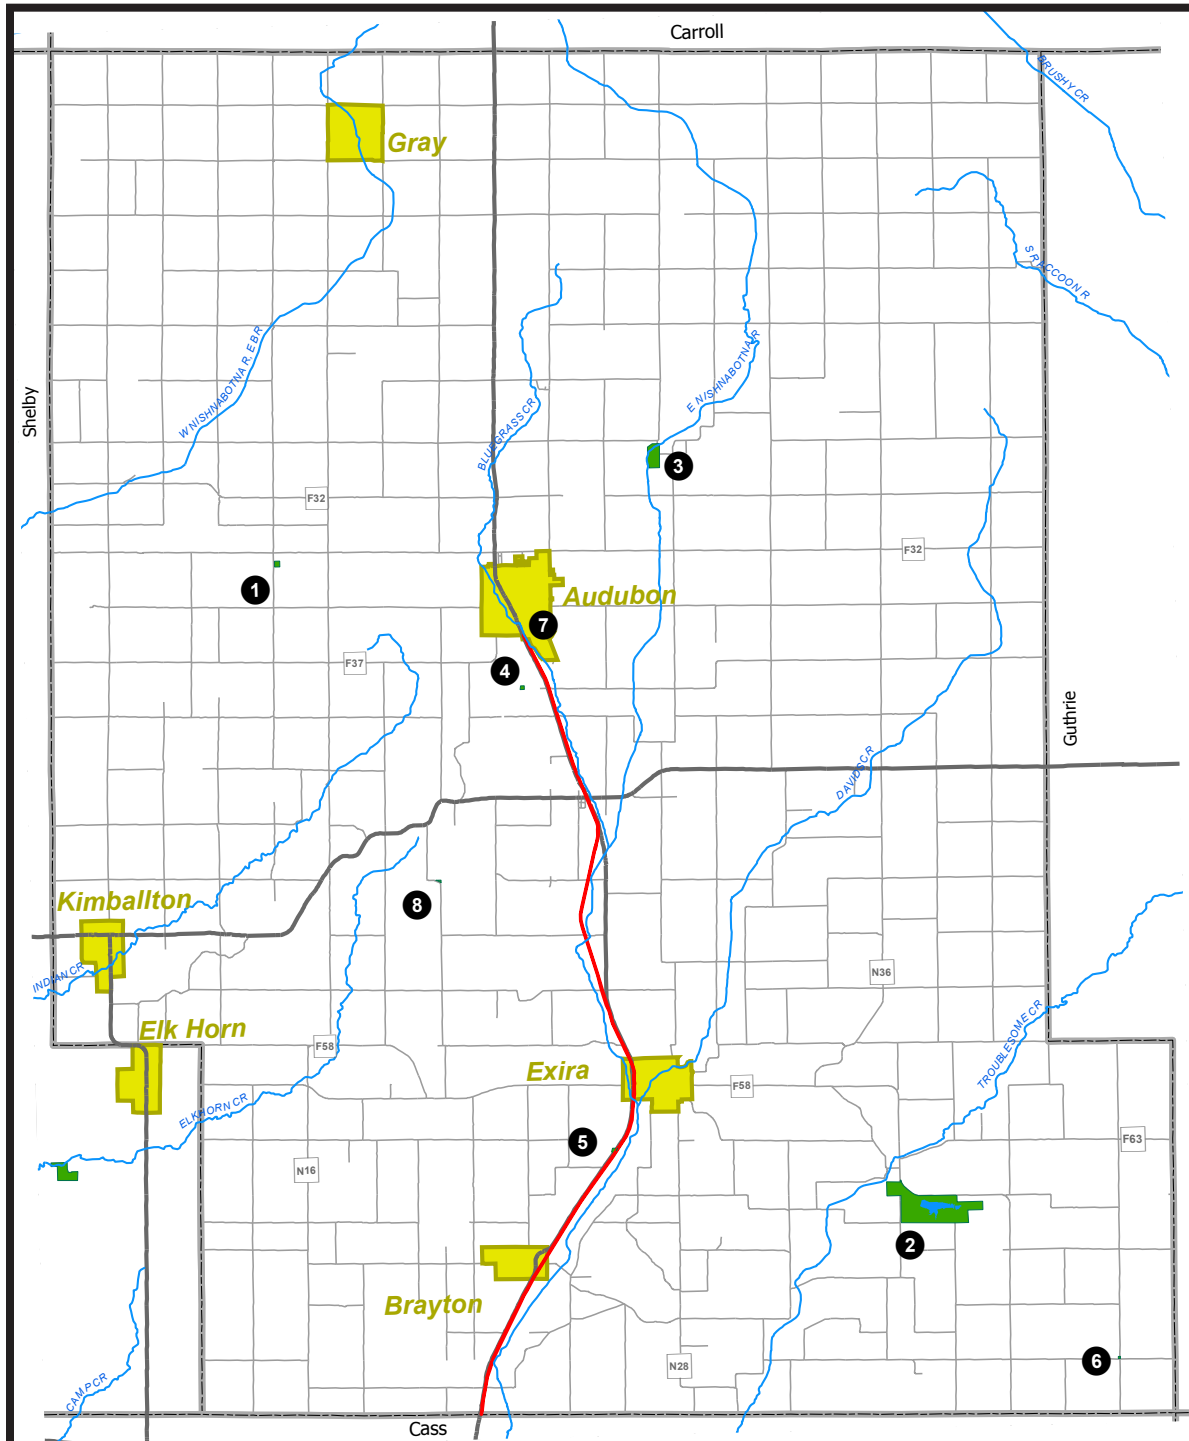 Carroll
BRUSHY CR
Gray
S RACCOON R
W NISHNABOTNA R, E BR
E NISHNABOTNA R
Shelby
BLUEGRASS CR
3
F32
F32
1
Audubon
7
F37
4
Guthrie
DAVIDS CR
Kimballton
8
INDIAN CR
N36
TROUBLESOME CR
Elk Horn
F58
Exira
F58
ELKHORN CR
5
F63
N16
2
Brayton
N28
6
CAMP CR
Cass